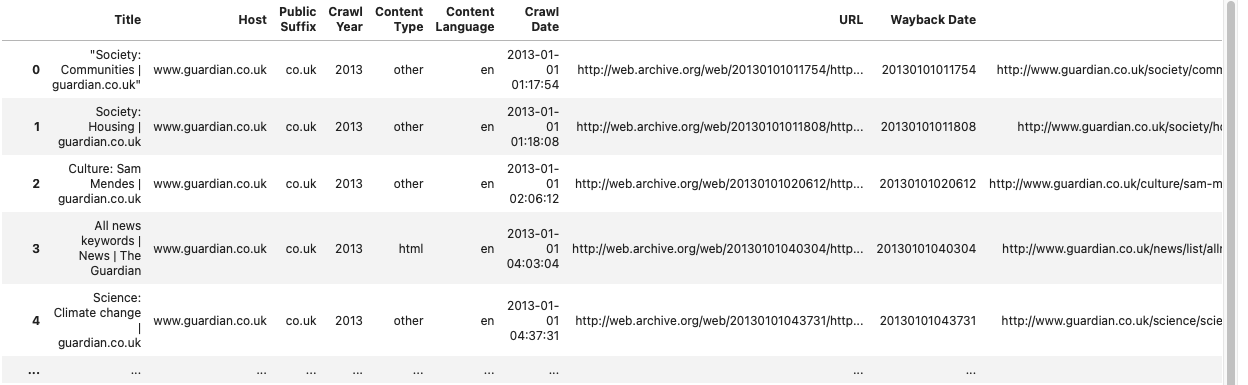 Title Host Public Suffix Crawl Year Content Type Content Language Crawl Date URL Wayback Date
0 "Society: Communities | guardian.co.uk" www.guardian.co.uk co.uk 2013 other en 2013-01-01 01:17:54 http://web.archive.org/web/20130101011754/http... 20130101011754 http://www.guardian.co.uk/society/comm
1 Society: Housing | guardian.co.uk www.guardian.co.uk co.uk 2013 other en 2013-01-01 01:18:08 http://web.archive.org/web/20130101011808/http... 20130101011808 http://www.guardian.co.uk/society/ho
2 Culture: Sam Mendes | guardian.co.uk www.guardian.co.uk co.uk 2013 other en 2013-01-01 02:06:12 http://web.archive.org/web/20130101020612/http... 20130101020612 http://www.guardian.co.uk/culture/sam-m
3 All news keywords | News | The Guardian www.guardian.co.uk co.uk 2013 html en 2013-01-01 04:03:04 http://web.archive.org/web/20130101040304/http... 20130101040304 http://www.guardian.co.uk/news/list/all
4 Science: Climate change | guardian.co.uk www.guardian.co.uk co.uk 2013 other en 2013-01-01 04:37:31 http://web.archive.org/web/20130101043731/http... 20130101043731 http://www.guardian.co.uk/science/scie
... ... ... ... ... ... ... ... ... ...